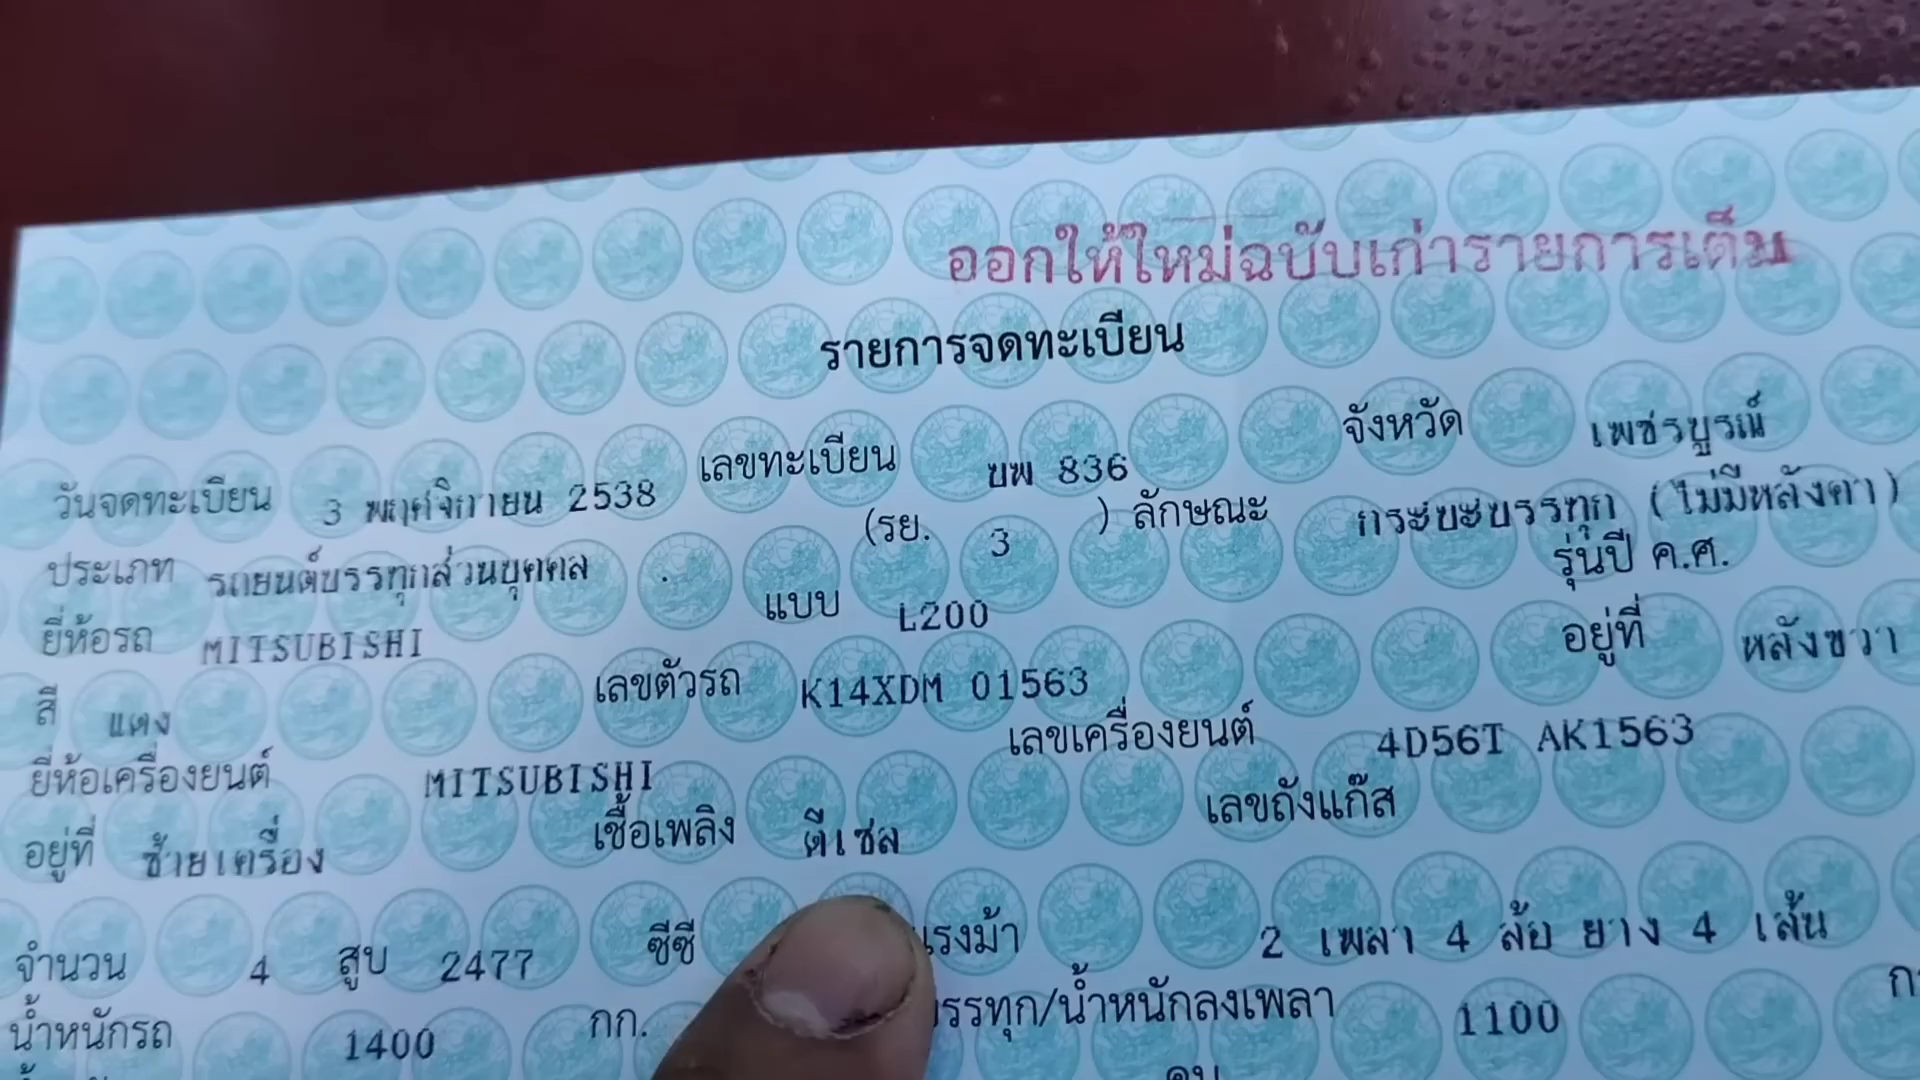 ออกให้ใหม่ฉบับเก่ารายการเต็ม
รายการจดทะเบียน
วันจดทะเบียน 3 พฤศจิกายน 2538 เลขทะเบียน บพ 836 จังหวัด เพชรบูรณ์
ประเภท รถยนต์บรรทุกส่วนบุคคล (รย. 3 ) ลักษณะ กระบะบรรทุก (ไม่มีหลังคา)
ยี่ห้อรถ MITSUBISHI แบบ L200 รุ่นปี ค.ศ.
สี แดง เลขตัวรถ K14XDM 01563 อยู่ที่ หลังขวา
ยี่ห้อเครื่องยนต์ MITSUBISHI เลขเครื่องยนต์ 4D56T AK1563
อยู่ที่ ซ้ายเครื่อง เชื้อเพลิง ดีเซล เลขถังแก๊ส
จำนวน 4 สูบ 2477 ซีซี แรงม้า 2 เพลา 4 ล้อ ยาง 4 เส้น
น้ำหนักรถ 1400 กก. บรรทุก/น้ำหนักลงเพลา 1100